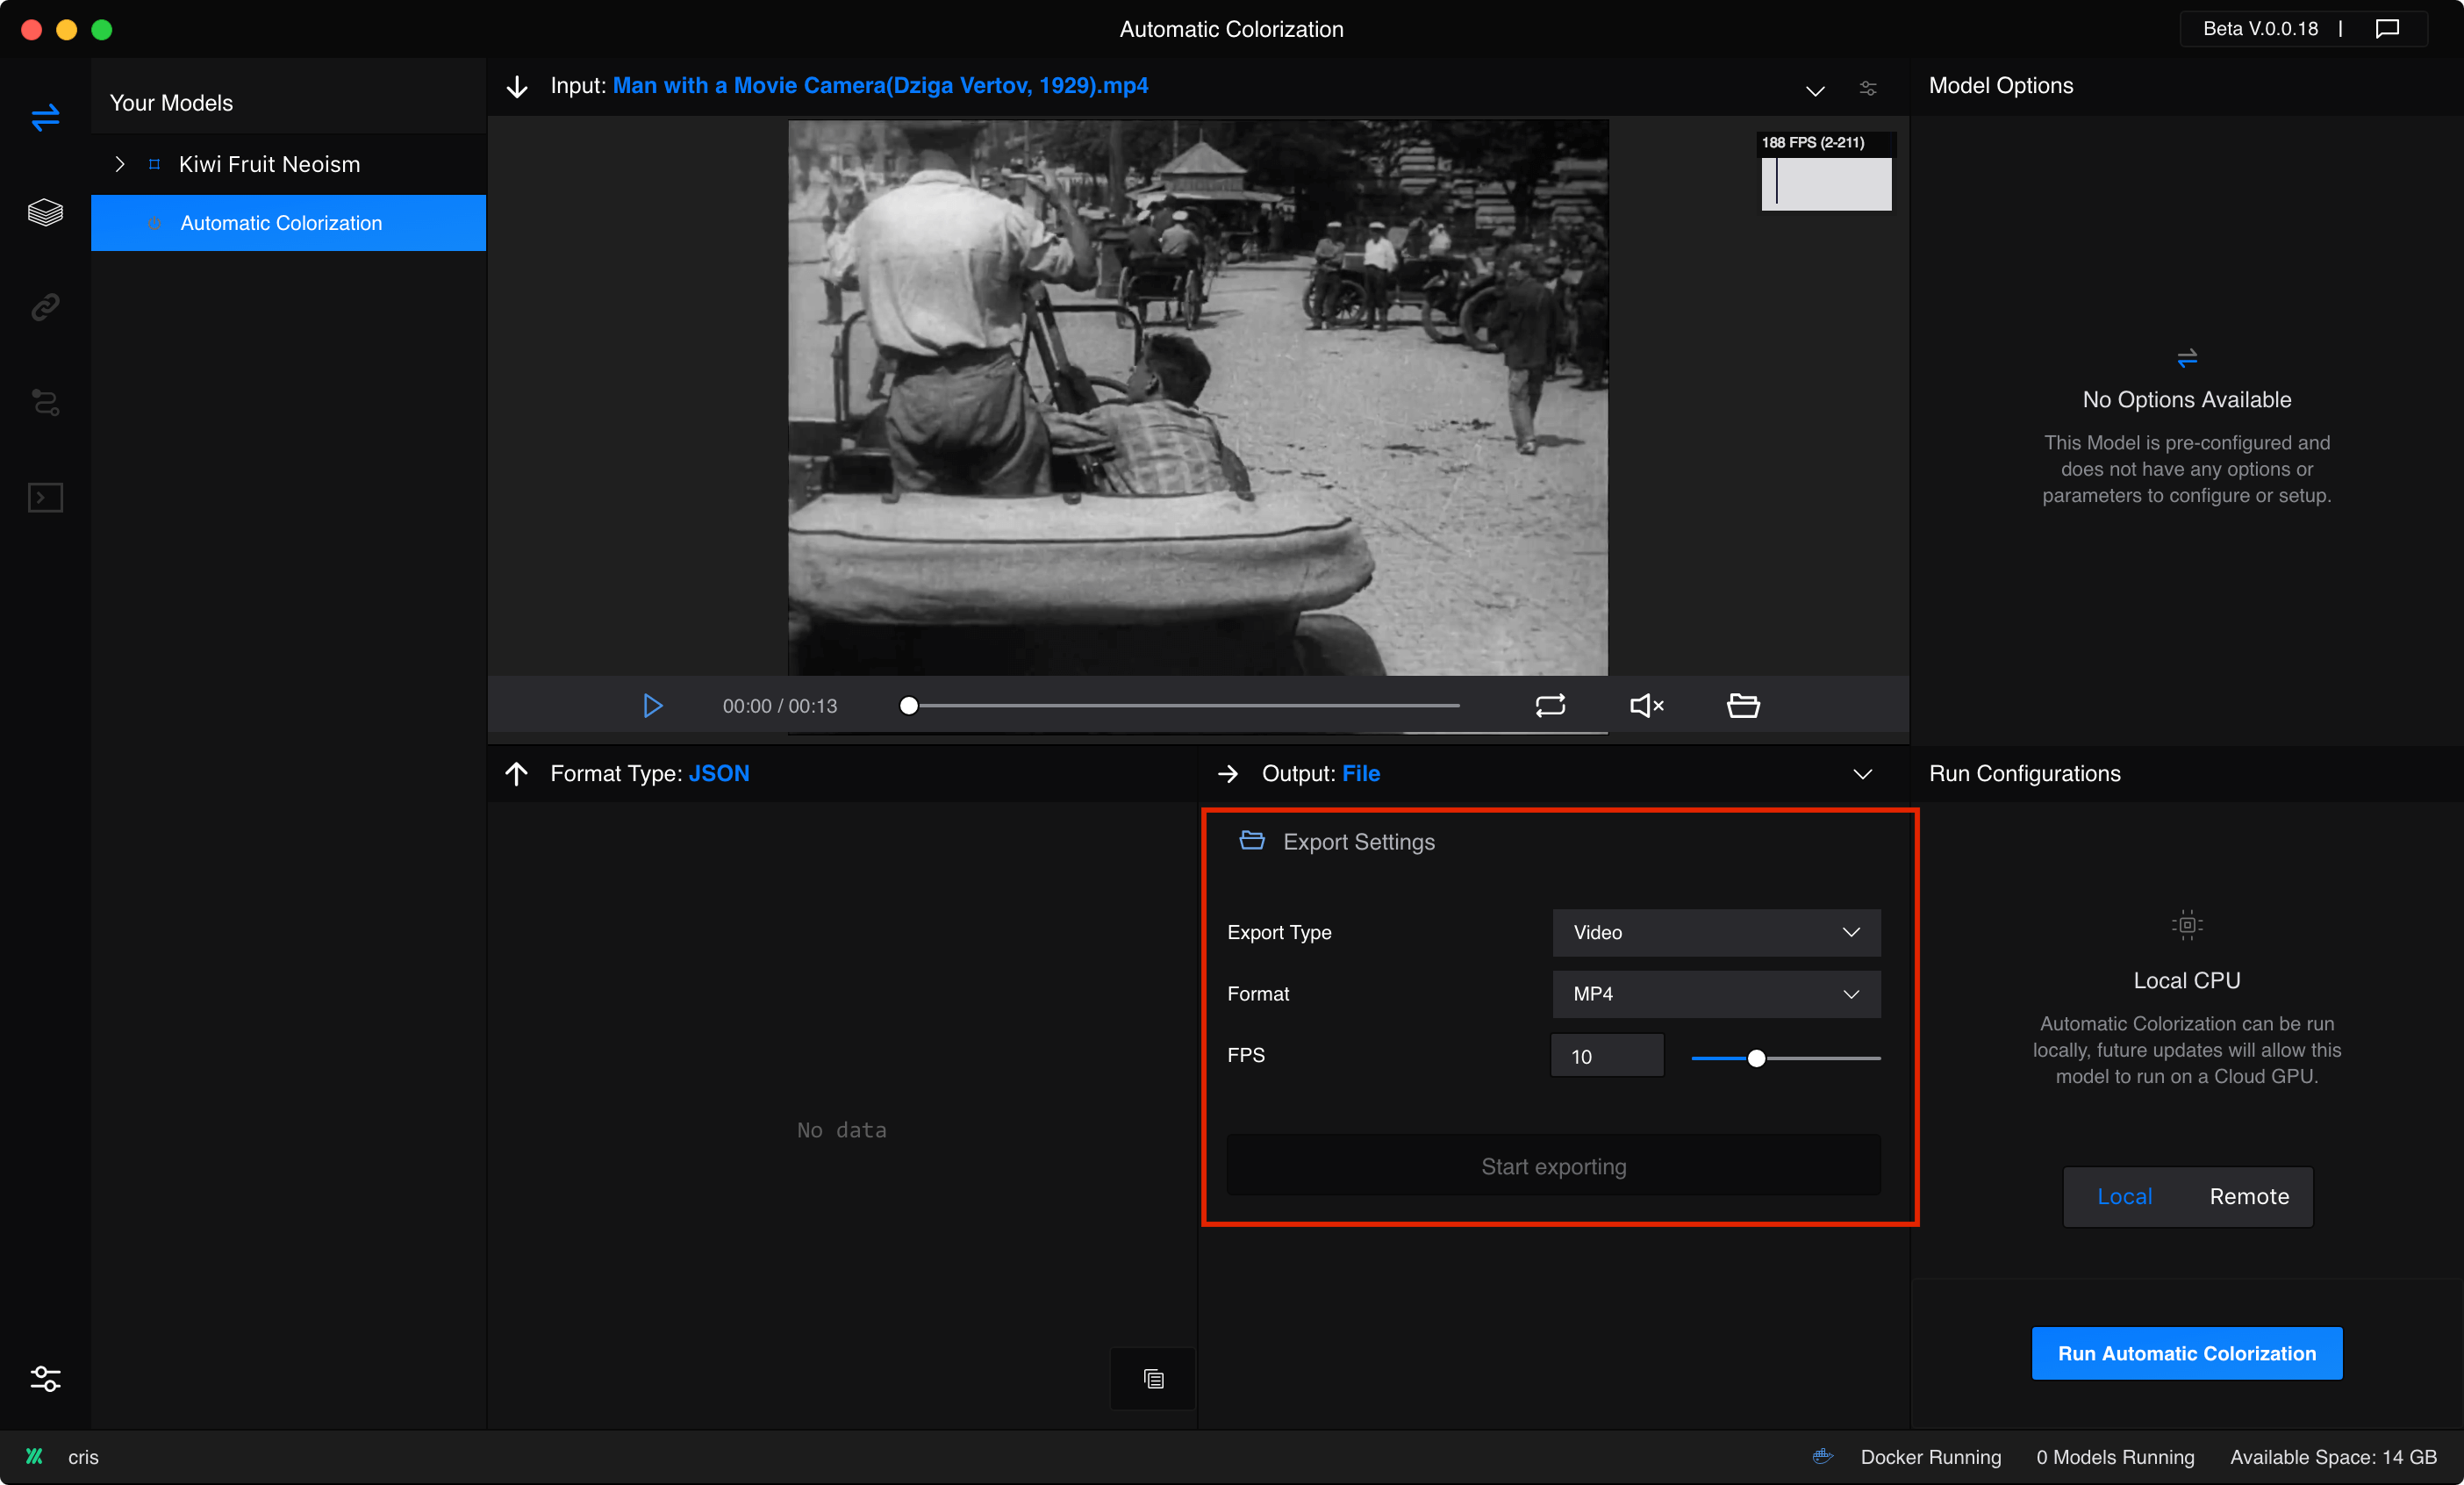 Automatic Colorization
Beta V.0.0.18 |
Your Models
Kiwi Fruit Neoism
Automatic Colorization
Input: Man with a Movie Camera(Dziga Vertov, 1929).mp4
188 FPS (2-211)
00:00 / 00:13
Model Options
No Options Available
This Model is pre-configured and
does not have any options or
parameters to configure or setup.
Format Type: JSON
No data
Output: File
Export Settings
Export Type
Video
Format
MP4
FPS
10
Start exporting
Run Configurations
Local CPU
Automatic Colorization can be run
locally, future updates will allow this
model to run on a Cloud GPU.
Local
Remote
Run Automatic Colorization
cris
Docker Running
0 Models Running
Available Space: 14 GB